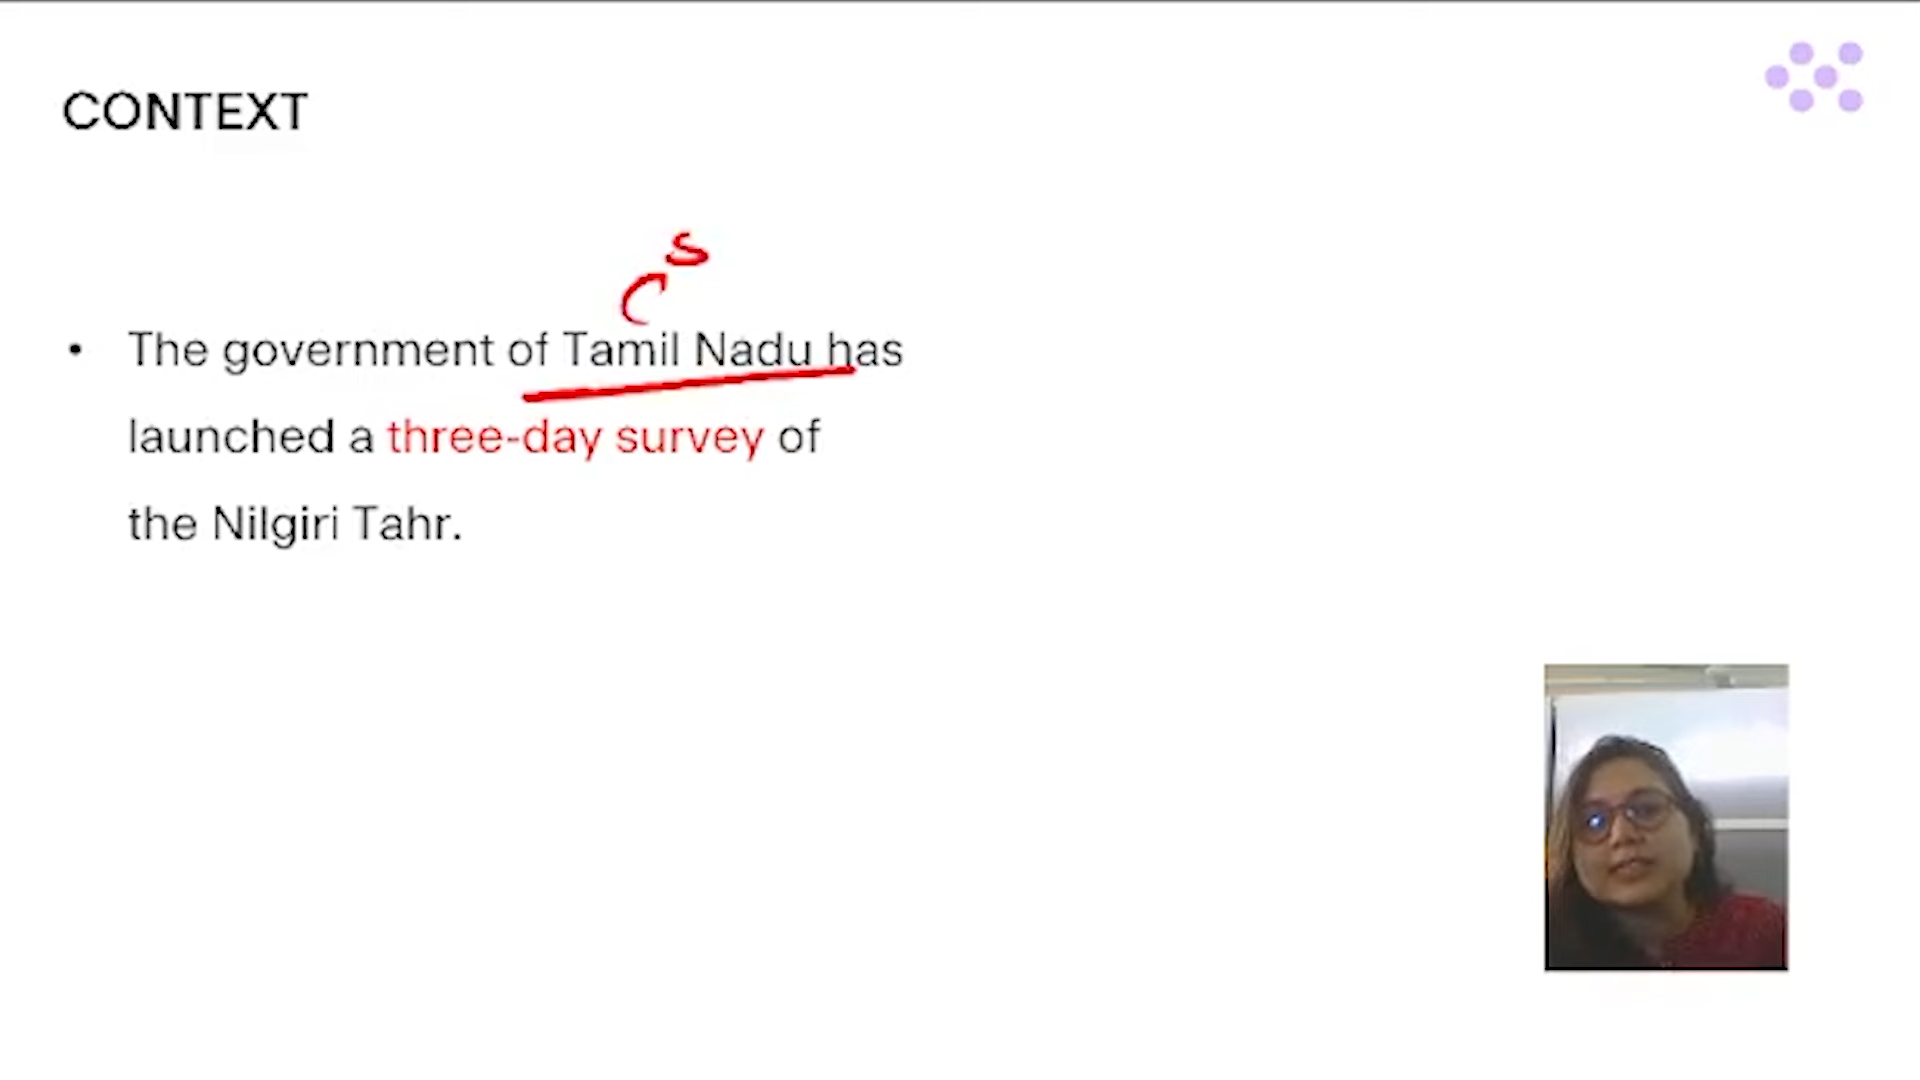 CONTEXT
s
• The government of Tamil Nadu has
launched a three-day survey of
the Nilgiri Tahr.